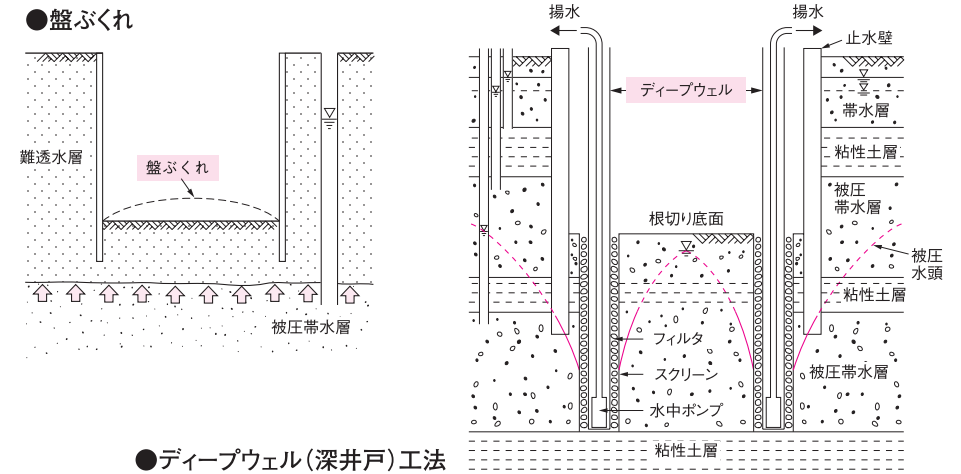 ●盤ぶくれ
難透水層
盤ぶくれ
被圧帯水層
●ディープウェル(深井戸)工法
揚水
揚水
止水壁
ディープウェル
帯水層
粘性土層
被圧
帯水層
根切り底面
被圧
水頭
粘性土層
フィルタ
スクリーン
被圧帯水層
水中ポンプ
粘性土層